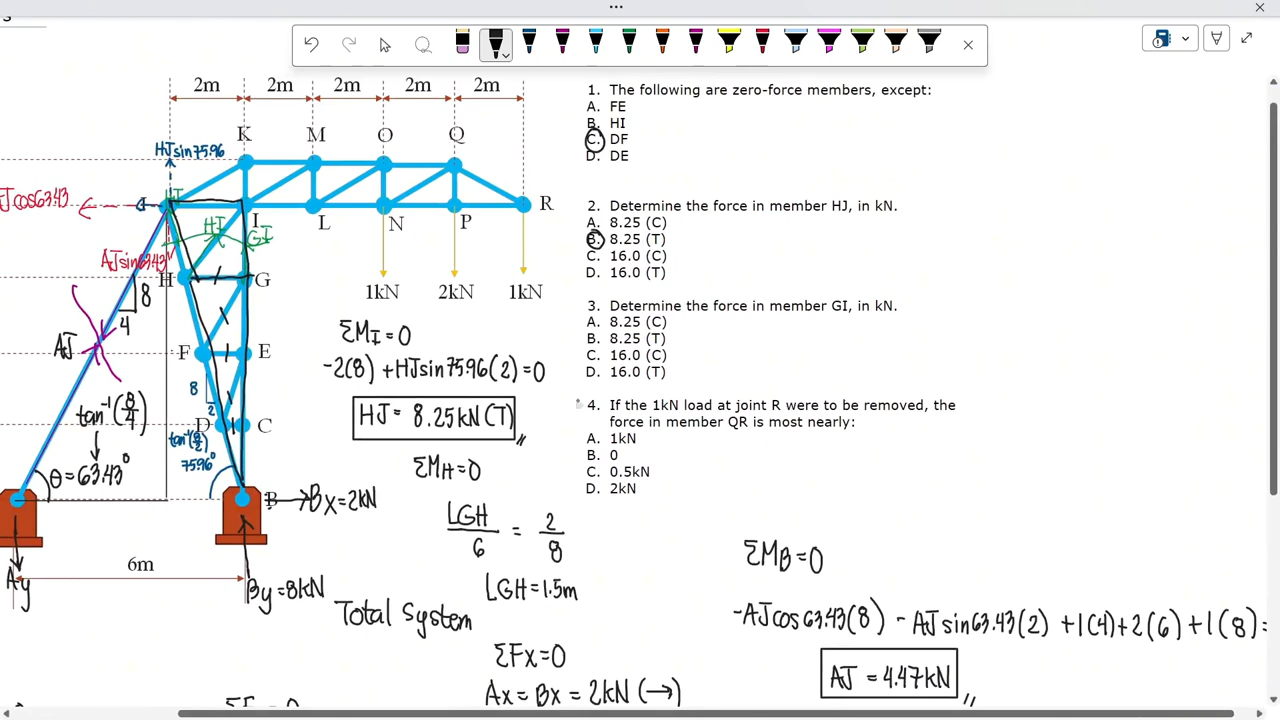 s
2m 2m 2m 2m 2m
K M O Q
HJsin75.96
AJcos63.43
HJ
I L N P R
HI GI
AJsin63.43
H G
8
4
1kN 2kN 1kN
AJ
F E
8
2
tan⁻¹(8/4)
D C
tan⁻¹(8/2)
75.96°
θ=63.43°
B
Bx=2kN
6m
Ay
By=8kN
ΣM_I=0
-2(8) +HJsin75.96(2)=0
HJ= 8.25kN(T)
ΣM_H=0
LGH/6 = 2/8
LGH=1.5m
Total System
ΣFx=0
Ax=Bx=2kN(→)
1. The following are zero-force members, except:
A. FE
B. HI
C. DF
D. DE
2. Determine the force in member HJ, in kN.
A. 8.25 (C)
B. 8.25 (T)
C. 16.0 (C)
D. 16.0 (T)
3. Determine the force in member GI, in kN.
A. 8.25 (C)
B. 8.25 (T)
C. 16.0 (C)
D. 16.0 (T)
4. If the 1kN load at joint R were to be removed, the
force in member QR is most nearly:
A. 1kN
B. 0
C. 0.5kN
D. 2kN
ΣM_B=0
-AJcos63.43(8) - AJsin63.43(2) +1(4)+2(6)+1(8)=
AJ = 4.47kN